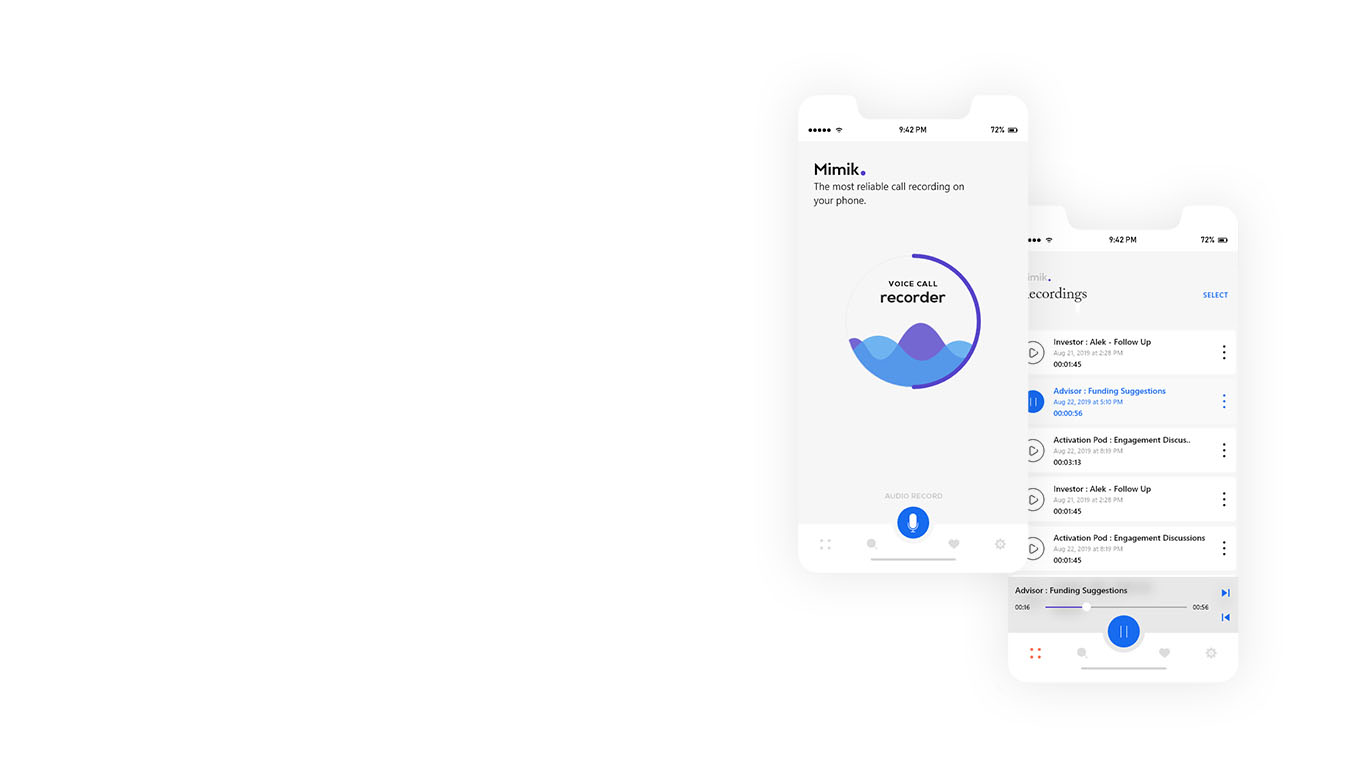 9:42 PM
72%
Mimik.
The most reliable call recording on
your phone.
VOICE CALL
recorder
AUDIO RECORD
9:42 PM
72%
imik.
ecordings
SELECT
Investor : Alek - Follow Up
Aug 21, 2019 at 2:28 PM
00:01:45
Advisor : Funding Suggestions
Aug 22, 2019 at 5:10 PM
00:00:56
Activation Pod : Engagement Discus..
Aug 22, 2019 at 8:19 PM
00:03:13
Investor : Alek - Follow Up
Aug 21, 2019 at 2:28 PM
00:01:45
Activation Pod : Engagement Discussions
Aug 22, 2019 at 8:19 PM
00:01:45
Advisor : Funding Suggestions
00:16
00:56